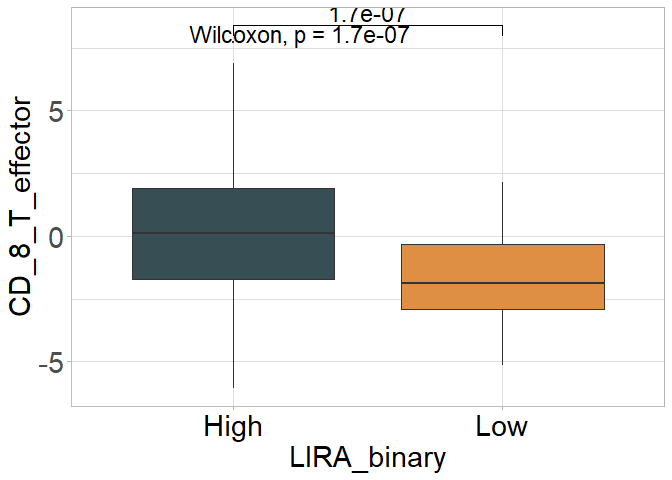 1.7e-07
Wilcoxon, p = 1.7e-07
CD_8_T_effector
5
0
-5
High
Low
LIRA_binary